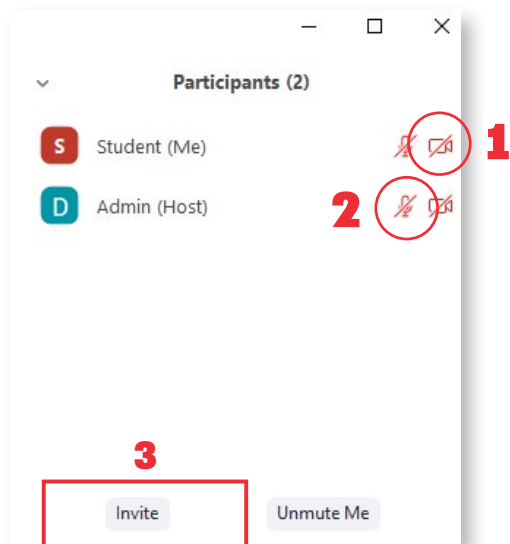 Participants (2)
S Student (Me) 1
D Admin (Host) 2
3
Invite Unmute Me